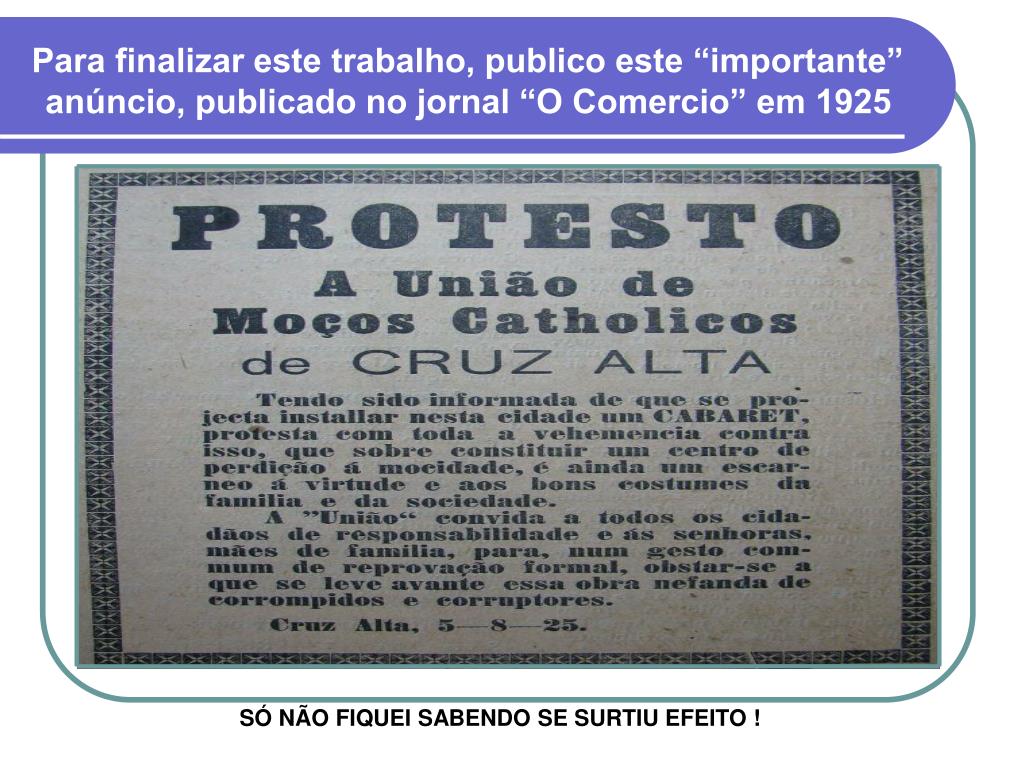 Para finalizar este trabalho, publico este “importante”
anúncio, publicado no jornal “O Comercio” em 1925
PROTESTO
A União de
Moços Catholicos
de CRUZ ALTA
Tendo sido informada de que se pro-
jecta installar nesta cidade um CABARET,
protesta com toda a vehemencia contra
isso, que sobre constituir um centro de
perdição á mocidade, é ainda um escar-
neo á virtude e aos bons costumes da
familia e da sociedade.
A ”União“ convida a todos os cida-
dãos de responsabilidade e ás senhoras,
mães de familia, para, num gesto com-
mum de reprovação formal, obstar-se a
que se leve avante essa obra nefanda de
corrompidos e corruptores.
Cruz Alta, 5—8—25.
SÓ NÃO FIQUEI SABENDO SE SURTIU EFEITO !